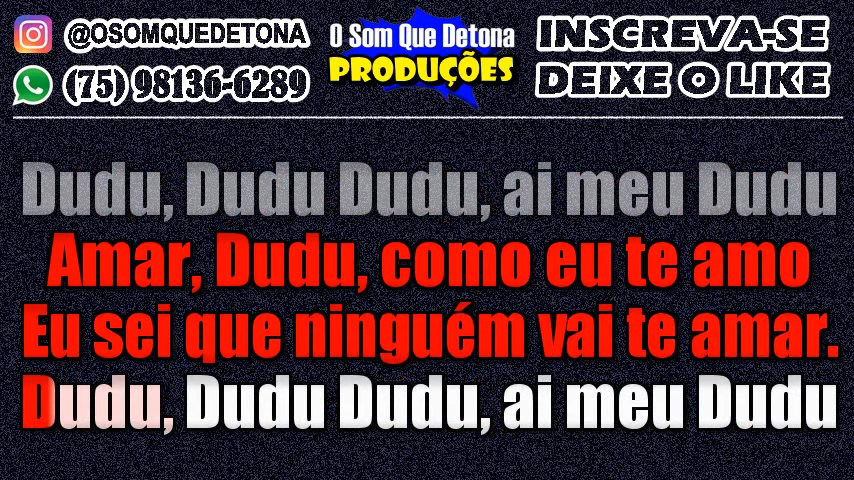 @OSOMQUEDETONA
(75) 98136-6289
O Som Que Detona
PRODUÇÕES
INSCREVA-SE
DEIXE O LIKE
Dudu, Dudu Dudu, ai meu Dudu
Amar, Dudu, como eu te amo
Eu sei que ninguém vai te amar.
Dudu, Dudu Dudu, ai meu Dudu